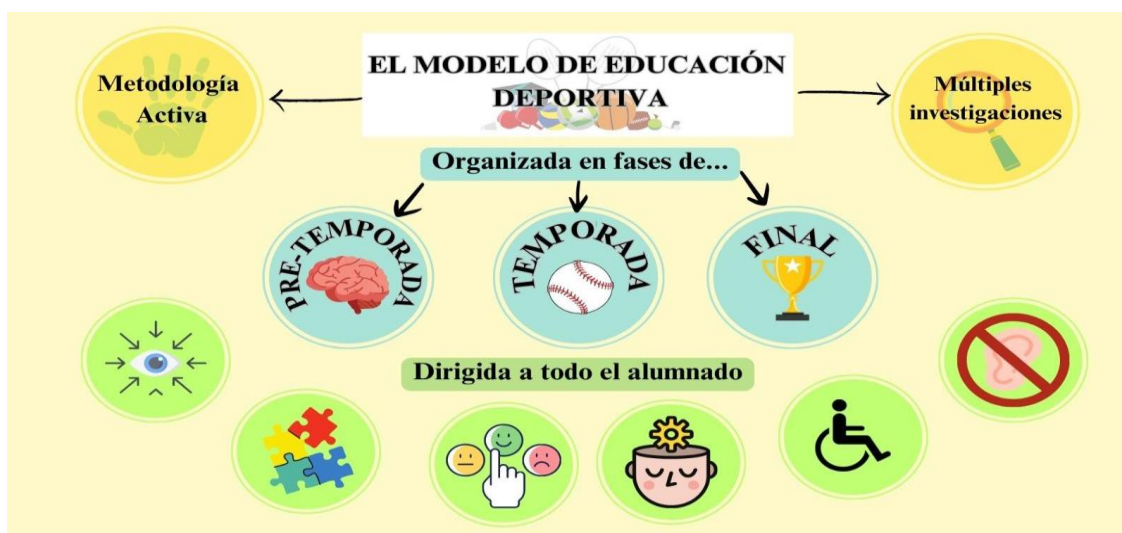 EL MODELO DE EDUCACIÓN
DEPORTIVA
Metodología
Activa
Múltiples
investigaciones
Organizada en fases de...
PRE-TEMPORADA
TEMPORADA
FINAL
Dirigida a todo el alumnado